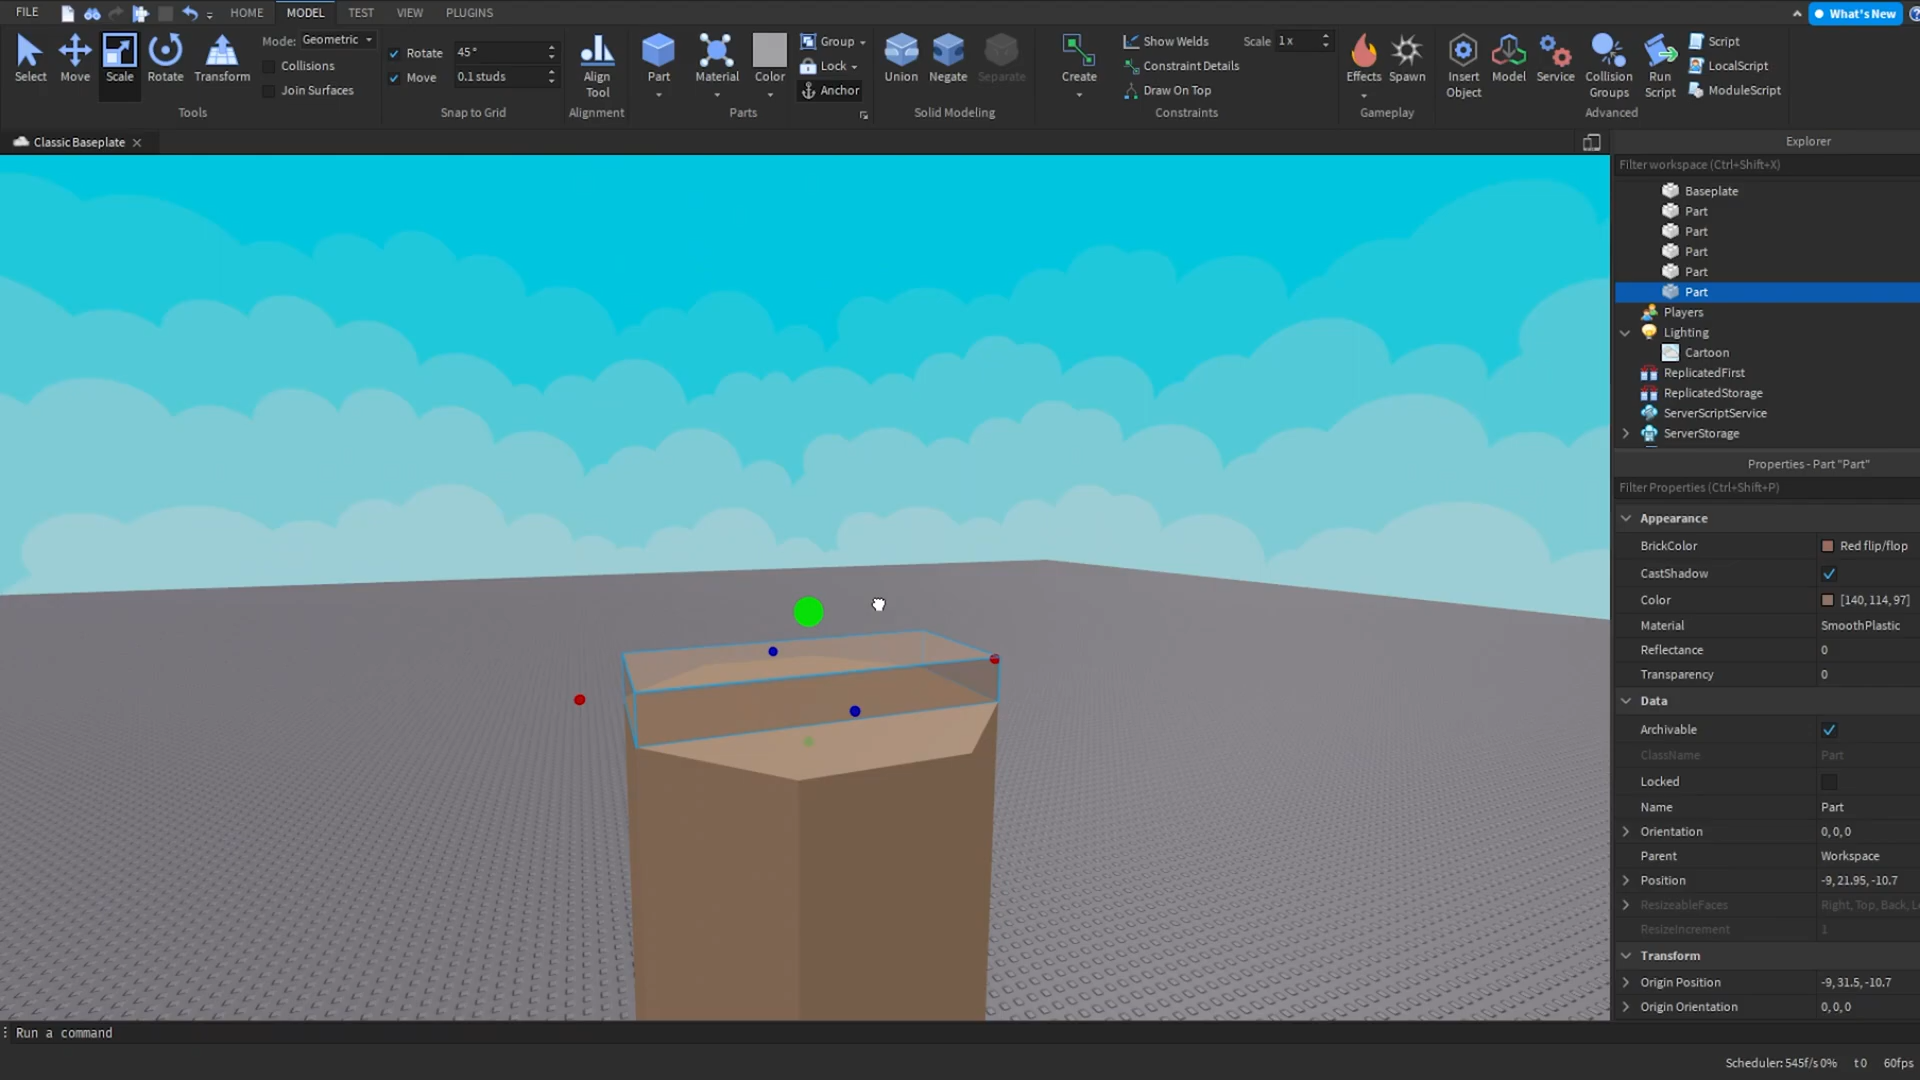 FILE HOME MODEL TEST VIEW PLUGINS What's New
Mode: Geometric Rotate 45° Group Show Welds Scale 1 x Script
Collisions Move 0.1 studs Lock Constraint Details LocalScript
Select Move Scale Rotate Transform Join Surfaces Align Tool Part Material Color Anchor Union Negate Separate Create Draw On Top Effects Spawn Insert Object Model Service Collision Groups Run Script ModuleScript
Tools Snap to Grid Alignment Parts Solid Modeling Constraints Gameplay Advanced
Classic Baseplate
Explorer
Filter workspace (Ctrl+Shift+X)
Baseplate
Part
Part
Part
Part
Part
Players
Lighting
Cartoon
ReplicatedFirst
ReplicatedStorage
ServerScriptService
ServerStorage
Properties - Part "Part"
Filter Properties (Ctrl+Shift+P)
Appearance
BrickColor Red flip/flop
CastShadow
Color [140, 114, 97]
Material SmoothPlastic
Reflectance 0
Transparency 0
Data
Archivable
ClassName Part
Locked
Name Part
Orientation 0, 0, 0
Parent Workspace
Position -9, 21.95, -10.7
ResizeableFaces Right, Top, Back,
ResizeIncrement 1
Transform
Origin Position -9, 31.5, -10.7
Origin Orientation 0, 0, 0
Run a command
Scheduler: 545f/s 0% t 0 60fps